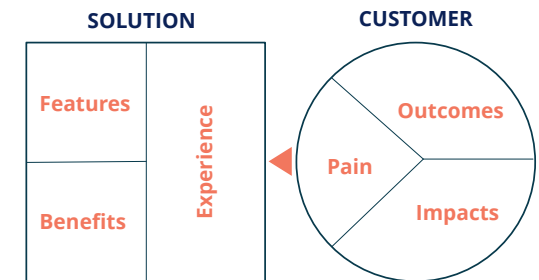 SOLUTION
CUSTOMER
Features
Benefits
Experience
Pain
Outcomes
Impacts